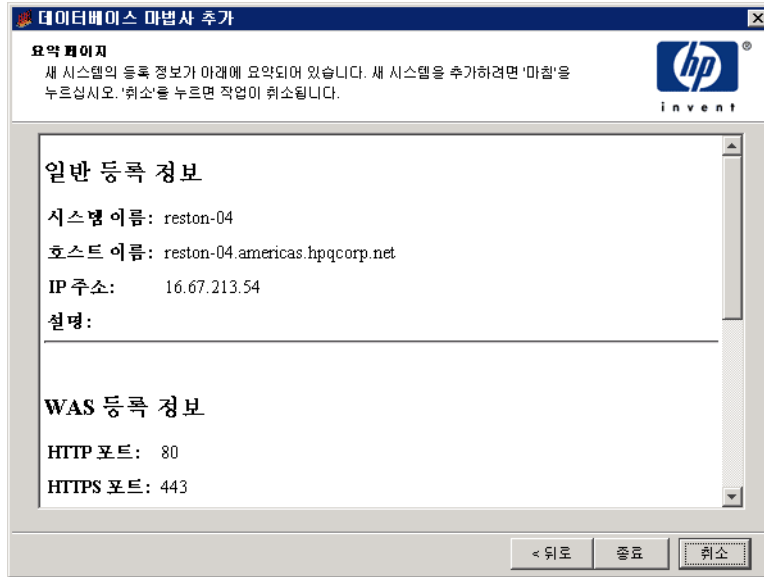 데이터베이스 마법사 추가
요약 페이지
새 시스템의 등록 정보가 아래에 요약되어 있습니다. 새 시스템을 추가하려면 '마침'을
누르십시오. '취소'를 누르면 작업이 취소됩니다.
hp
®
invent
일반 등록 정보
시스템 이름: reston-04
호스트 이름: reston-04.americas.hpqcorp.net
IP 주소: 16.67.213.54
설명:
WAS 등록 정보
HTTP 포트: 80
HTTPS 포트: 443
< 뒤로
종료
취소